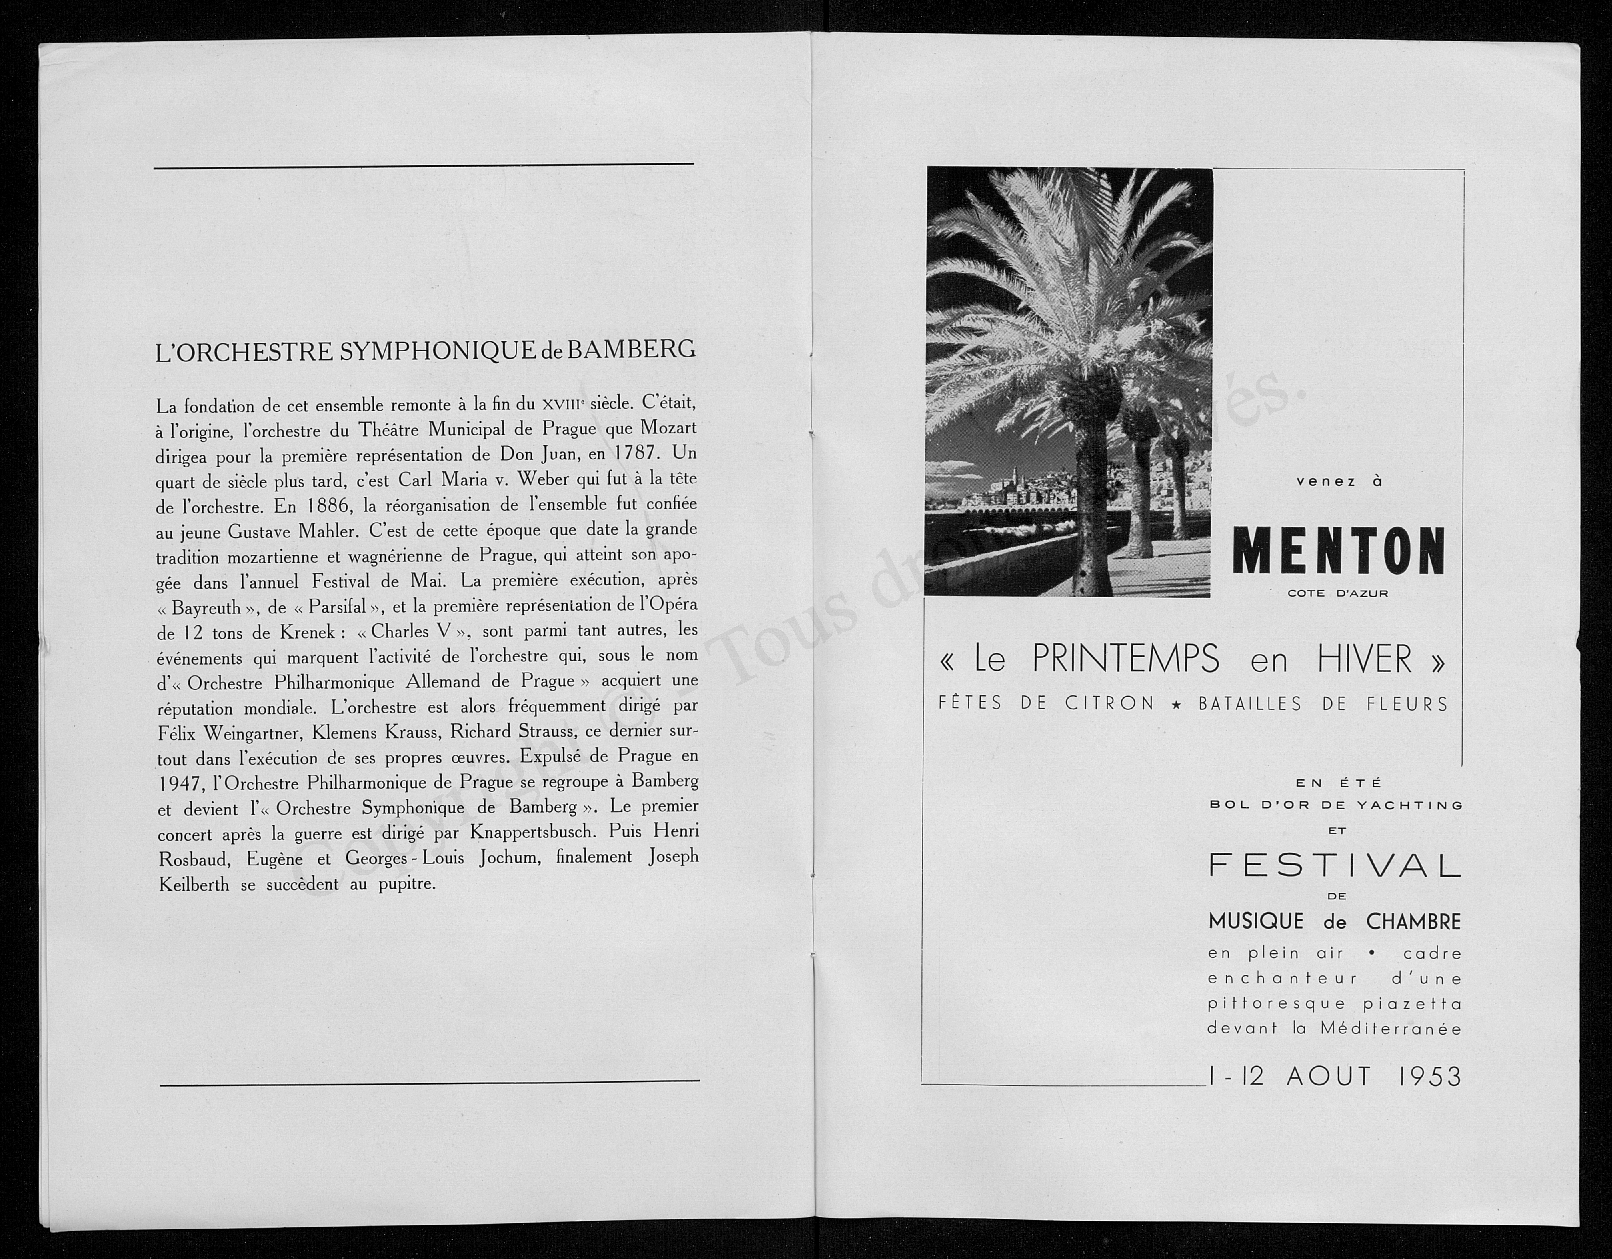 L'ORCHESTRE SYMPHONIQUE de BAMBERG
La fondation de cet ensemble remonte à la fin du XVIIIe siècle. C'était,
à l'origine, l'orchestre du Théâtre Municipal de Prague que Mozart
dirigea pour la première représentation de Don Juan, en 1787. Un
quart de siècle plus tard, c'est Carl Maria v. Weber qui fut à la tête
de l'orchestre. En 1886, la réorganisation de l'ensemble fut confiée
au jeune Gustave Mahler. C'est de cette époque que date la grande
tradition mozartienne et wagnérienne de Prague, qui atteint son apo-
gée dans l'annuel Festival de Mai. La première exécution, après
« Bayreuth », de « Parsifal », et la première représentation de l'Opéra
de 12 tons de Krenek : « Charles V », sont parmi tant autres, les
événements qui marquent l'activité de l'orchestre qui, sous le nom
d'« Orchestre Philharmonique Allemand de Prague » acquiert une
réputation mondiale. L'orchestre est alors fréquemment dirigé par
Félix Weingartner, Klemens Krauss, Richard Strauss, ce dernier sur-
tout dans l'exécution de ses propres œuvres. Expulsé de Prague en
1947, l'Orchestre Philharmonique de Prague se regroupe à Bamberg
et devient l'« Orchestre Symphonique de Bamberg ». Le premier
concert après la guerre est dirigé par Knappertsbusch. Puis Henri
Rosbaud, Eugène et Georges-Louis Jochum, finalement Joseph
Keilberth se succèdent au pupitre.
venez à
MENTON
COTE D'AZUR
« Le PRINTEMPS en HIVER »
FÊTES DE CITRON ★ BATAILLES DE FLEURS
EN ÉTÉ
BOL D'OR DE YACHTING
ET
FESTIVAL
DE
MUSIQUE de CHAMBRE
en plein air • cadre
enchanteur d'une
pittoresque piazetta
devant la Méditerranée
1-12 AOUT 1953
Copyright © - Tous dro és.